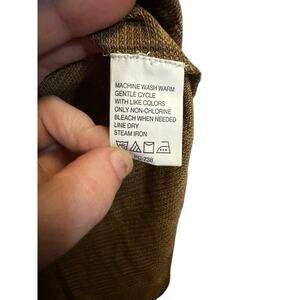 MACHINE WASH WARM
GENTLE CYCLE
WITH LIKE COLORS
ONLY NON-CHLORINE
BLEACH WHEN NEEDED
LINE DRY
STEAM IRON